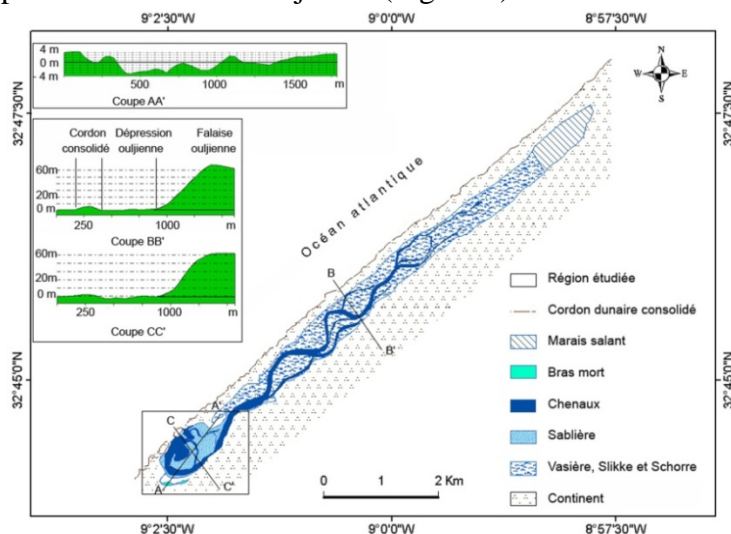 9°2'30"W 9°0'0"W 8°57'30"W
4 m
0 m
4 m
500 1000 1500 m
Coupe AA'
Cordon consolidé
Dépression ouljienne
Falaise ouljienne
60m
20m
0 m
250 1000 m
Coupe BB'
60m
20m
0 m
250 1000 m
Coupe CC'
32°47'30"N
32°45'0"N
N
W E
S
32°47'30"N
32°45'0"N
Océan atlantique
B
B'
A'
C
A
C'
Région étudiée
Cordon dunaire consolidé
Marais salant
Bras mort
Chenaux
Sablière
Vasière, Slikke et Schorre
Continent
0 1 2 Km
9°2'30"W 9°0'0"W 8°57'30"W